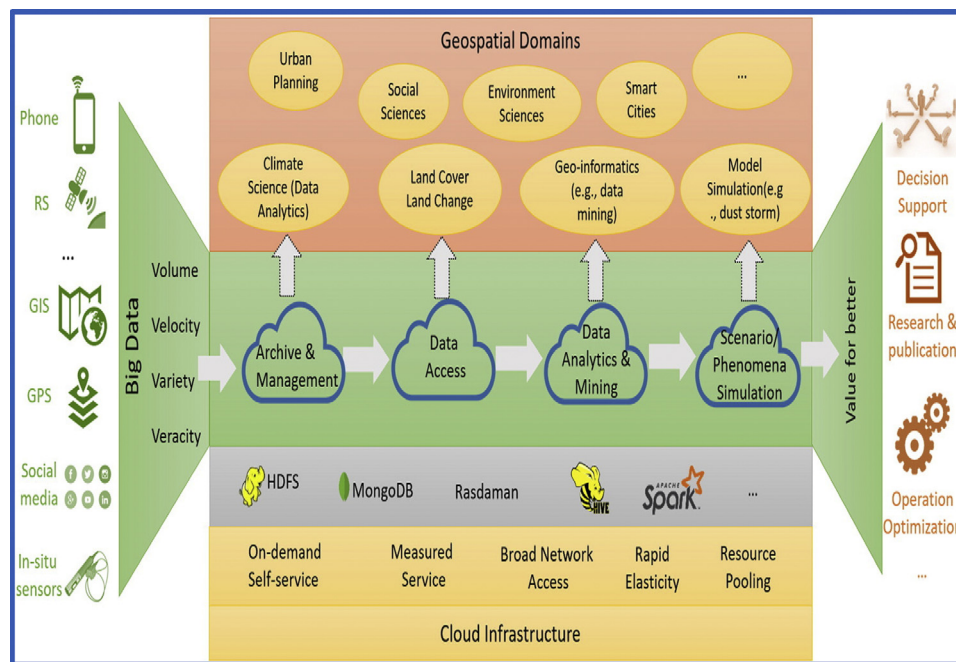 Geospatial Domains
Urban
Planning
Social
Sciences
Environment
Sciences
Smart
Cities
...
Climate
Science (Data
Analytics)
Land Cover
Land Change
Geo-informatics
(e.g., data
mining)
Model
Simulation(e.g
., dust storm)
Phone
RS
...
GIS
GPS
Social
media
In-situ
sensors
Big Data
Volume
Velocity
Variety
Veracity
Archive &
Management
Data
Access
Data
Analytics &
Mining
Scenario/
Phenomena
Simulation
Value for better
Decision
Support
Research &
publication
Operation
Optimization
...
HDFS
MongoDB
Rasdaman
HIVE
APACHE
Spark
...
On-demand
Self-service
Measured
Service
Broad Network
Access
Rapid
Elasticity
Resource
Pooling
Cloud Infrastructure